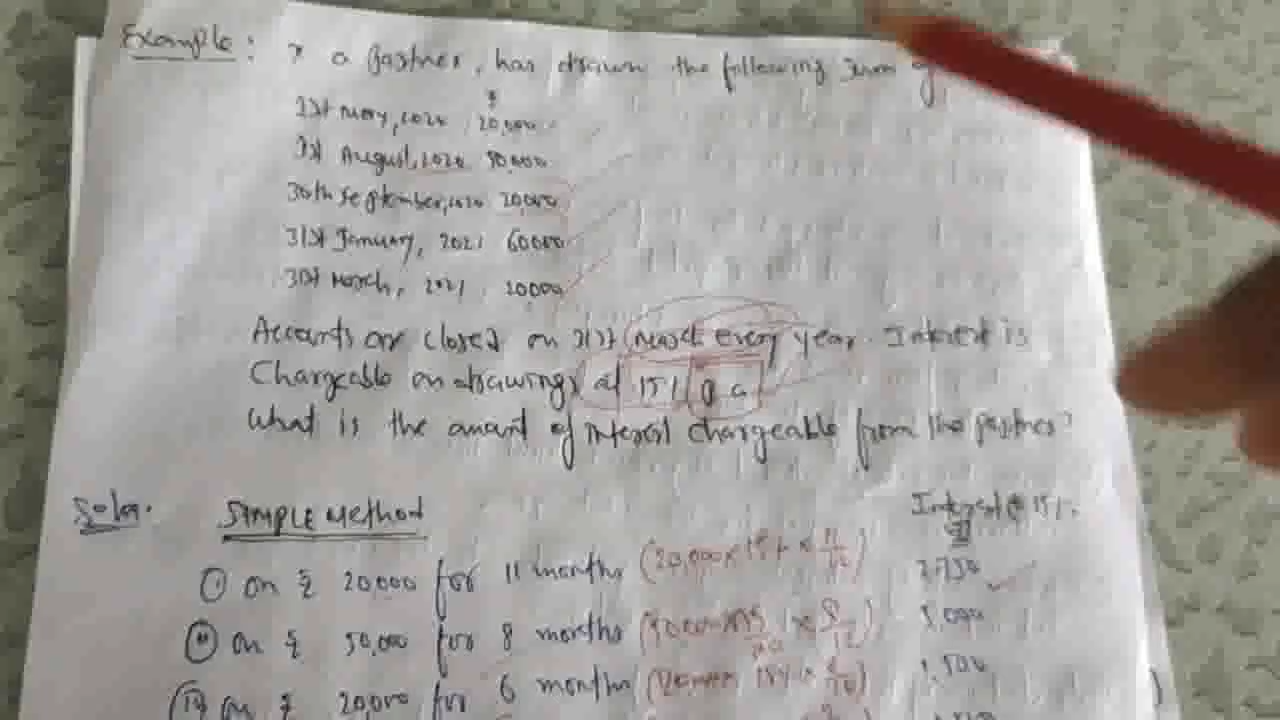 Example: X a partner, has drawn the following sum of
₹
31st May, 2020 20,000
31st August, 2020 50,000
30th September, 2020 20,000
31st January, 2021 60000
31st March, 2021 20000
Accounts are closed on 31st March every year. Interest is
Chargeable on drawings at 15% p.a
What is the amount of interest chargeable from the partner?
Soln. SIMPLE Method Interest @ 15%
₹
(i) on ₹ 20,000 for 11 months (20,000 × 15% × 11/12) 2,750
(ii) on ₹ 50,000 for 8 months 5,000
(iii) on ₹ 20,000 for 6 months 1,500